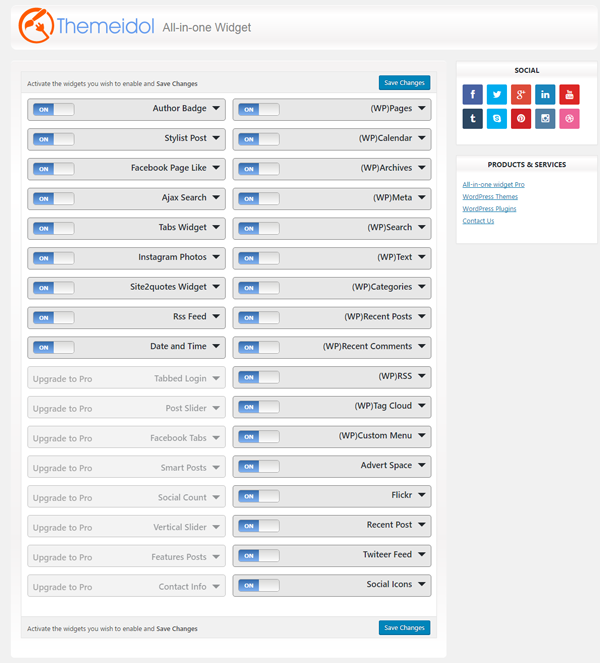 Themeidol All-in-one Widget
Activate the widgets you wish to enable and Save Changes
Save Changes
ON Author Badge
ON Stylist Post
ON Facebook Page Like
ON Ajax Search
ON Tabs Widget
ON Instagram Photos
ON Site2quotes Widget
ON Rss Feed
ON Date and Time
Upgrade to Pro Tabbed Login
Upgrade to Pro Post Slider
Upgrade to Pro Facebook Tabs
Upgrade to Pro Smart Posts
Upgrade to Pro Social Count
Upgrade to Pro Vertical Slider
Upgrade to Pro Features Posts
Upgrade to Pro Contact Info
ON (WP)Pages
ON (WP)Calendar
ON (WP)Archives
ON (WP)Meta
ON (WP)Search
ON (WP)Text
ON (WP)Categories
ON (WP)Recent Posts
ON (WP)Recent Comments
ON (WP)RSS
ON (WP)Tag Cloud
ON (WP)Custom Menu
ON Advert Space
ON Flickr
ON Recent Post
ON Twiteer Feed
ON Social Icons
Activate the widgets you wish to enable and Save Changes
Save Changes
SOCIAL
PRODUCTS & SERVICES
All-in-one widget Pro
WordPress Themes
WordPress Plugins
Contact Us